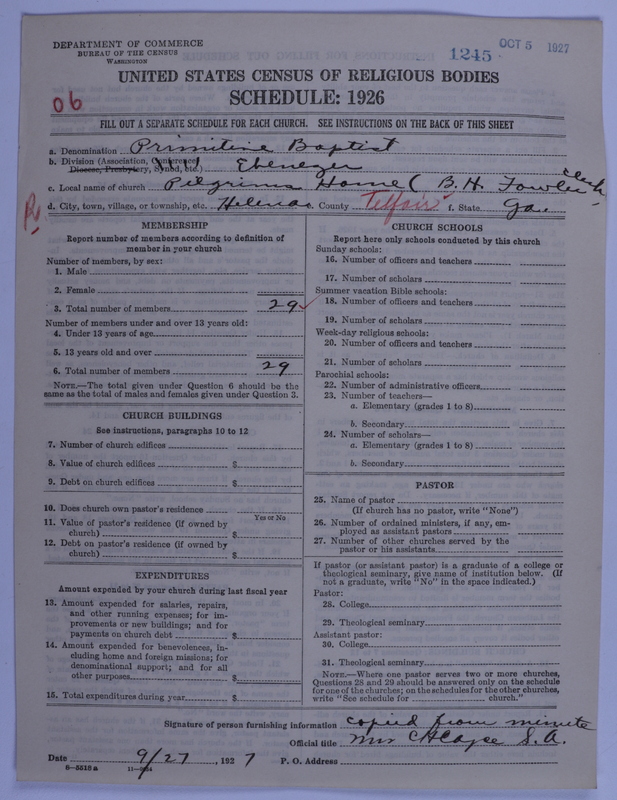 DEPARTMENT OF COMMERCE
BUREAU OF THE CENSUS
WASHINGTON
1245 OCT 5 1927
UNITED STATES CENSUS OF RELIGIOUS BODIES
06
SCHEDULE: 1926
FILL OUT A SEPARATE SCHEDULE FOR EACH CHURCH. SEE INSTRUCTIONS ON THE BACK OF THIS SHEET
a. Denomination Primitive Baptist
b. Division (Association, Conference,
Diocese, Presbytery, Synod, etc.) Ebenezer
c. Local name of church Pilgrims Home (B. H. Fowler Clerk
d. City, town, village, or township, etc. Helena e. County Telfair f. State Ga.
MEMBERSHIP
Report number of members according to definition of
member in your church
Number of members, by sex:
1. Male
2. Female
3. Total number of members 29
Number of members under and over 13 years old:
4. Under 13 years of age
5. 13 years old and over
6. Total number of members 29
NOTE.—The total given under Question 6 should be the
same as the total of males and females given under Question 3.
CHURCH BUILDINGS
See instructions, paragraphs 10 to 12
7. Number of church edifices
8. Value of church edifices $
9. Debt on church edifices $
10. Does church own pastor's residence
Yes or No
11. Value of pastor's residence (if owned by
church) $
12. Debt on pastor's residence (if owned by
church) $
EXPENDITURES
Amount expended by your church during last fiscal year
13. Amount expended for salaries, repairs,
and other running expenses; for im-
provements or new buildings; and for
payments on church debt $
14. Amount expended for benevolences, in-
cluding home and foreign missions; for
denominational support; and for all
other purposes $
15. Total expenditures during year $
CHURCH SCHOOLS
Report here only schools conducted by this church
Sunday schools:
16. Number of officers and teachers
17. Number of scholars
Summer vacation Bible schools:
18. Number of officers and teachers
19. Number of scholars
Week-day religious schools:
20. Number of officers and teachers
21. Number of scholars
Parochial schools:
22. Number of administrative officers
23. Number of teachers—
a. Elementary (grades 1 to 8)
b. Secondary
24. Number of scholars—
a. Elementary (grades 1 to 8)
b. Secondary
PASTOR
25. Name of pastor
(If church has no pastor, write "None")
26. Number of ordained ministers, if any, em-
ployed as assistant pastors
27. Number of other churches served by the
pastor or his assistants
If pastor (or assistant pastor) is a graduate of a college or
theological seminary, give name of institution below. (If
not a graduate, write "No" in the space indicated.)
Pastor:
28. College
29. Theological seminary
Assistant pastor:
30. College
31. Theological seminary
NOTE.—Where one pastor serves two or more churches,
Questions 28 and 29 should be answered only on the schedule
for one of the churches; on the schedules for the other churches,
write "See schedule for church."
Signature of person furnishing information copied from minute
Official title Mrs S. A.
Date 9/27, 1927 P. O. Address
8—5518a